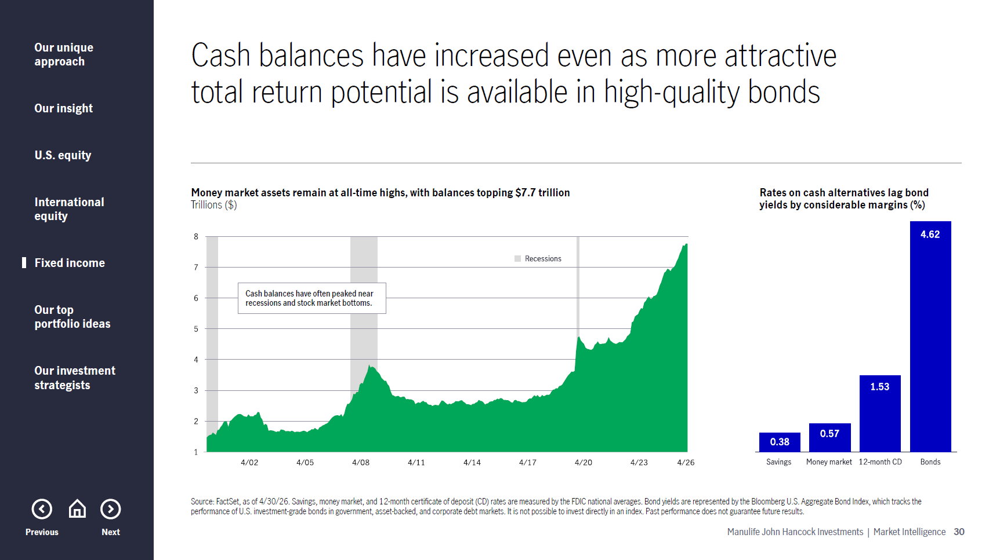 Our unique
approach
Our insight
U.S. equity
International
equity
Fixed income
Our top
portfolio ideas
Our investment
strategists
Previous
Next
Cash balances have increased even as more attractive
total return potential is available in high-quality bonds
Money market assets remain at all-time highs, with balances topping $7.7 trillion
Trillions ($)
8
7
6
5
4
3
2
1
Recessions
Cash balances have often peaked near
recessions and stock market bottoms.
4/02 4/05 4/08 4/11 4/14 4/17 4/20 4/23 4/26
Rates on cash alternatives lag bond
yields by considerable margins (%)
0.38
0.57
1.53
4.62
Savings Money market 12-month CD Bonds
Source: FactSet, as of 4/30/26. Savings, money market, and 12-month certificate of deposit (CD) rates are measured by the FDIC national averages. Bond yields are represented by the Bloomberg U.S. Aggregate Bond Index, which tracks the
performance of U.S. investment-grade bonds in government, asset-backed, and corporate debt markets. It is not possible to invest directly in an index. Past performance does not guarantee future results.
Manulife John Hancock Investments | Market Intelligence 30